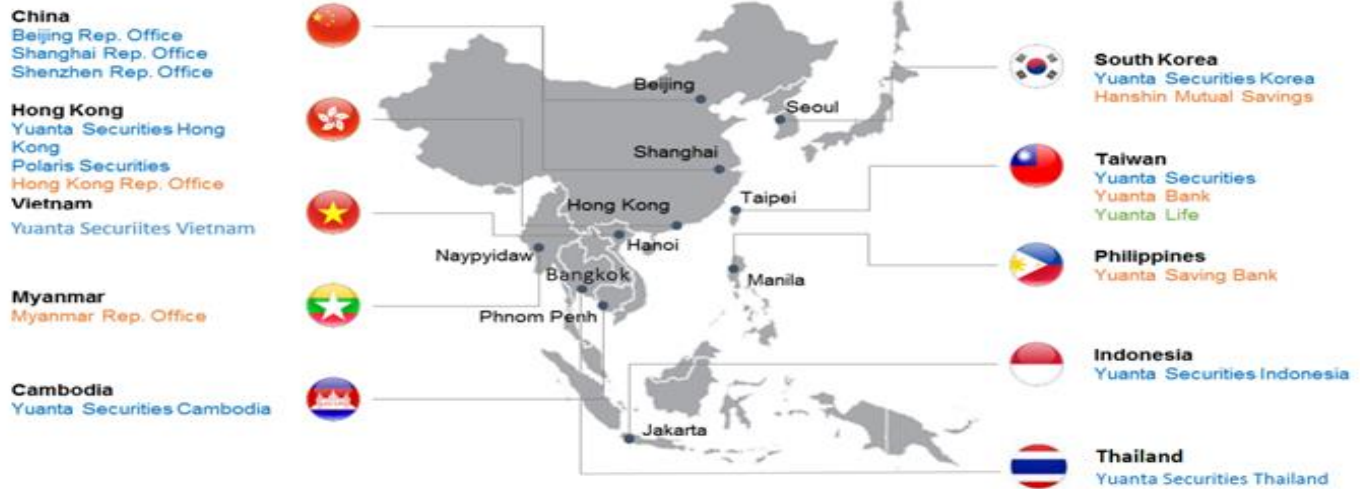 China
Beijing Rep. Office
Shanghai Rep. Office
Shenzhen Rep. Office
Hong Kong
Yuanta Securities Hong
Kong
Polaris Securities
Hong Kong Rep. Office
Vietnam
Yuanta Securiites Vietnam
Myanmar
Myanmar Rep. Office
Cambodia
Yuanta Securities Cambodia
Beijing
Seoul
Shanghai
Taipei
Hong Kong
Hanoi
Naypyidaw
Bangkok
Manila
Phnom Penh
Jakarta
South Korea
Yuanta Securities Korea
Hanshin Mutual Savings
Taiwan
Yuanta Securities
Yuanta Bank
Yuanta Life
Philippines
Yuanta Saving Bank
Indonesia
Yuanta Securities Indonesia
Thailand
Yuanta Securities Thailand